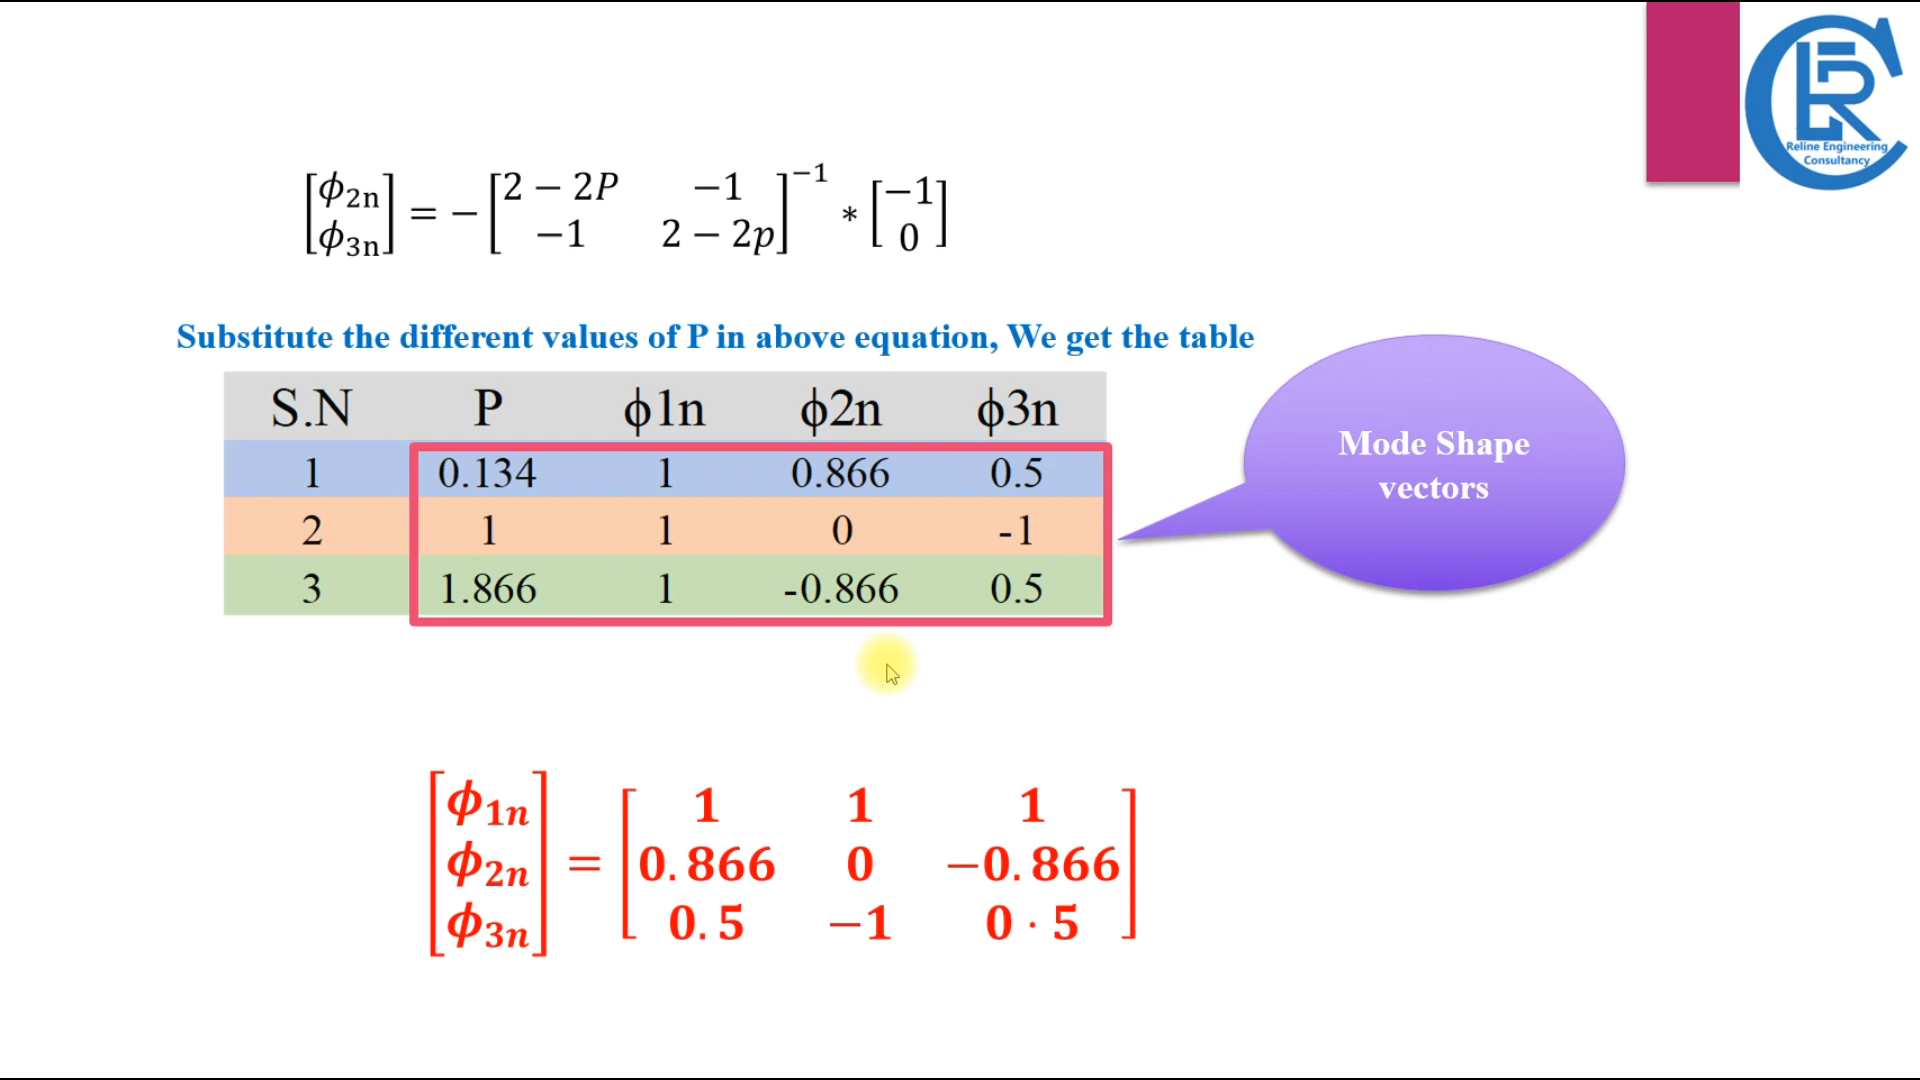 Reline Engineering
Consultancy
[ϕ2n ϕ3n] = − [2 − 2P −1 −1 2 − 2p]⁻¹ * [−1 0]
Substitute the different values of P in above equation, We get the table
S.N P ϕ1n ϕ2n ϕ3n
1 0.134 1 0.866 0.5
2 1 1 0 -1
3 1.866 1 -0.866 0.5
Mode Shape
vectors
[ϕ1n ϕ2n ϕ3n] = [1 1 1 0.866 0 −0.866 0.5 −1 0·5]